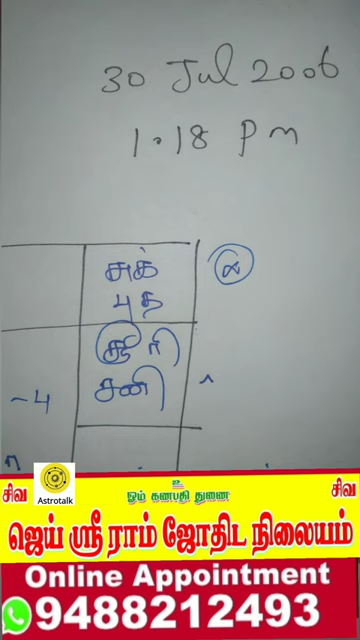 30 Jul 2006
1.18 pm
சுக்
புத
சனி
-4
சிவ
Astrotalk
ஓம் கணபதி துணை
சிவ
ஜெய் ஸ்ரீ ராம் ஜோதிட நிலையம்
Online Appointment
9488212493